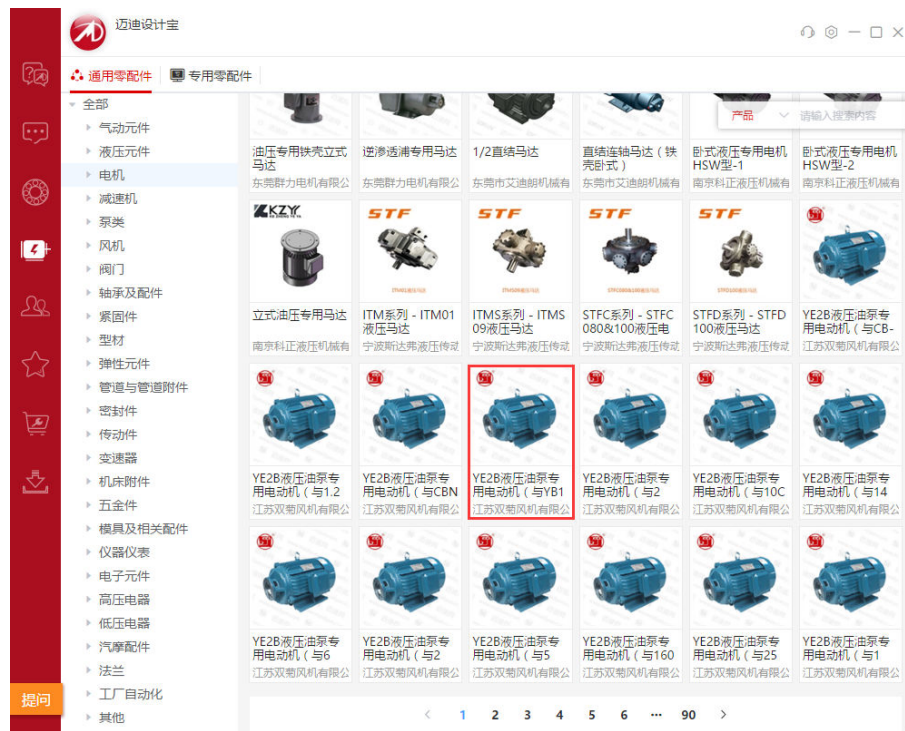 迈迪设计宝
通用零配件
专用零配件
全部
气动元件
液压元件
电机
减速机
泵类
风机
阀门
轴承及配件
紧固件
型材
弹性元件
管道与管道附件
密封件
传动件
变速器
机床附件
五金件
模具及相关配件
仪器仪表
电子元件
高压电器
低压电器
汽摩配件
法兰
工厂自动化
其他
提问
产品
请输入搜索内容
油压专用铁壳立式
马达
东莞群力电机有限公
逆渗透浦专用马达
东莞群力电机有限公
1/2直结马达
东莞市艾迪朗机械有
直结连轴马达（铁
壳卧式）
东莞市艾迪朗机械有
卧式液压专用电机
HSW型-1
南京科正液压机械有
卧式液压专用电机
HSW型-2
南京科正液压机械有
KZY
立式油压专用马达
南京科正液压机械有
STF
ITM系列 - ITM01
液压马达
宁波斯达弗液压传动
STF
ITMS系列 - ITMS
09液压马达
宁波斯达弗液压传动
STF
STFC系列 - STFC
080&100液压电
宁波斯达弗液压传动
STF
STFD系列 - STFD
100液压马达
宁波斯达弗液压传动
YE2B液压油泵专
用电动机（与CB-
江苏双菊风机有限公
YE2B液压油泵专
用电动机（与1.2
江苏双菊风机有限公
YE2B液压油泵专
用电动机（与CBN
江苏双菊风机有限公
YE2B液压油泵专
用电动机（与YB1
江苏双菊风机有限公
YE2B液压油泵专
用电动机（与2
江苏双菊风机有限公
YE2B液压油泵专
用电动机（与10C
江苏双菊风机有限公
YE2B液压油泵专
用电动机（与14
江苏双菊风机有限公
YE2B液压油泵专
用电动机（与6
江苏双菊风机有限公
YE2B液压油泵专
用电动机（与2
江苏双菊风机有限公
YE2B液压油泵专
用电动机（与5
江苏双菊风机有限公
YE2B液压油泵专
用电动机（与160
江苏双菊风机有限公
YE2B液压油泵专
用电动机（与25
江苏双菊风机有限公
YE2B液压油泵专
用电动机（与1
江苏双菊风机有限公
< 1 2 3 4 5 6 ··· 90 >